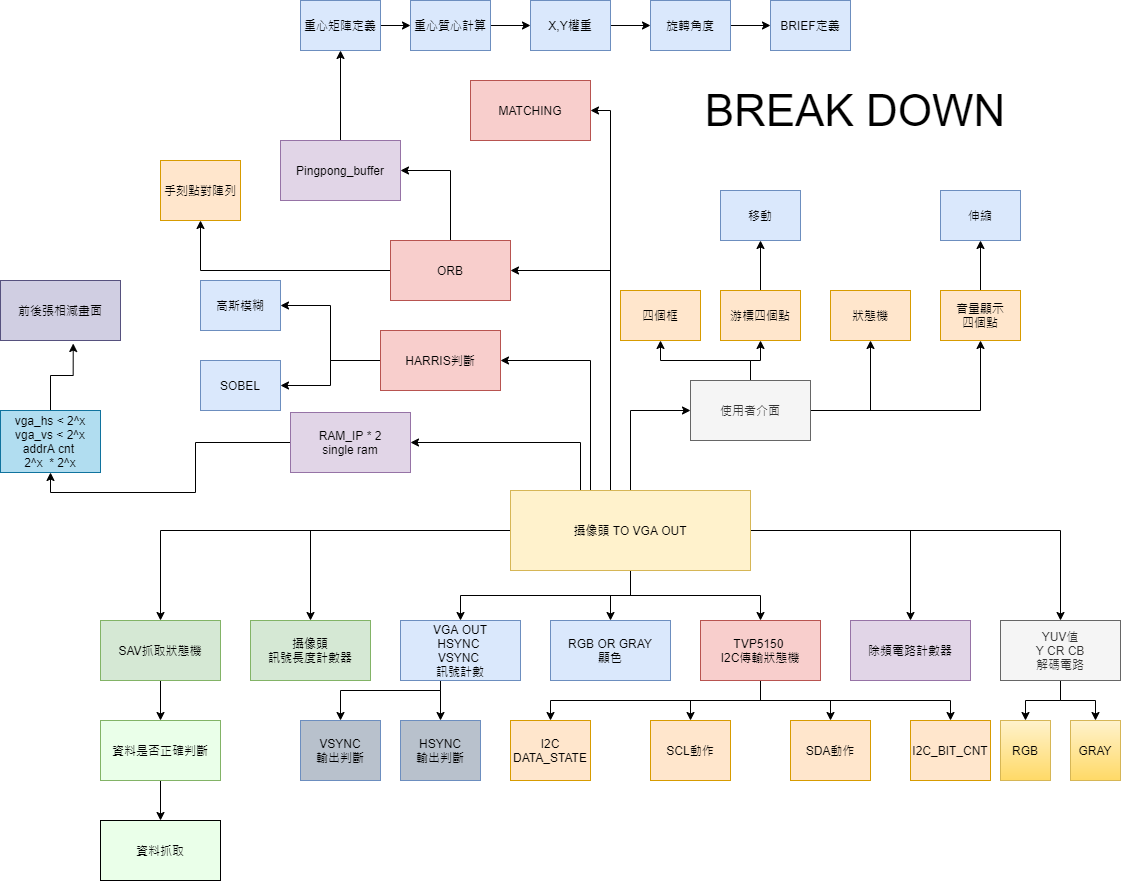 重心矩陣定義
重心質心計算
X,Y權重
旋轉角度
BRIEF定義
MATCHING
BREAK DOWN
Pingpong_buffer
手刻點對陣列
移動
伸縮
ORB
前後張相減畫面
高斯模糊
四個框
游標四個點
狀態機
音量顯示
四個點
HARRIS判斷
SOBEL
使用者介面
vga_hs < 2^x
vga_vs < 2^x
addrA cnt
2^x * 2^x
RAM_IP * 2
single ram
攝像頭 TO VGA OUT
SAV抓取狀態機
攝像頭
訊號長度計數器
VGA OUT
HSYNC
VSYNC
訊號計數
RGB OR GRAY
顯色
TVP5150
I2C傳輸狀態機
除頻電路計數器
YUV值
Y CR CB
解碼電路
資料是否正確判斷
VSYNC
輸出判斷
HSYNC
輸出判斷
I2C
DATA_STATE
SCL動作
SDA動作
I2C_BIT_CNT
RGB
GRAY
資料抓取